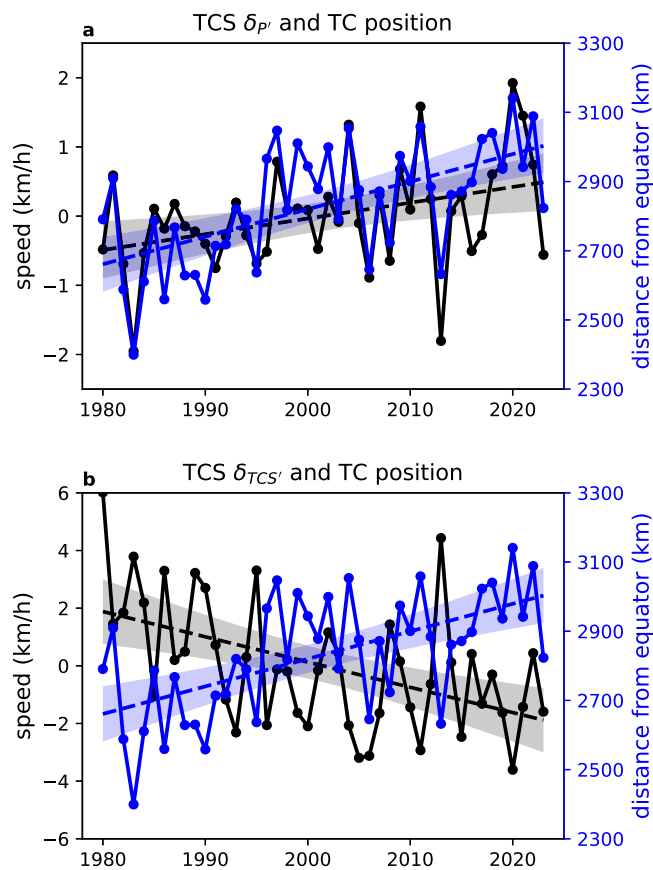 a
TCS δP′ and TC position
speed (km/h)
2
1
0
−1
−2
3300
3100
2900
2700
2500
2300
distance from equator (km)
1980 1990 2000 2010 2020
b
TCS δTCS′ and TC position
speed (km/h)
6
4
2
0
−2
−4
−6
3300
3100
2900
2700
2500
2300
distance from equator (km)
1980 1990 2000 2010 2020